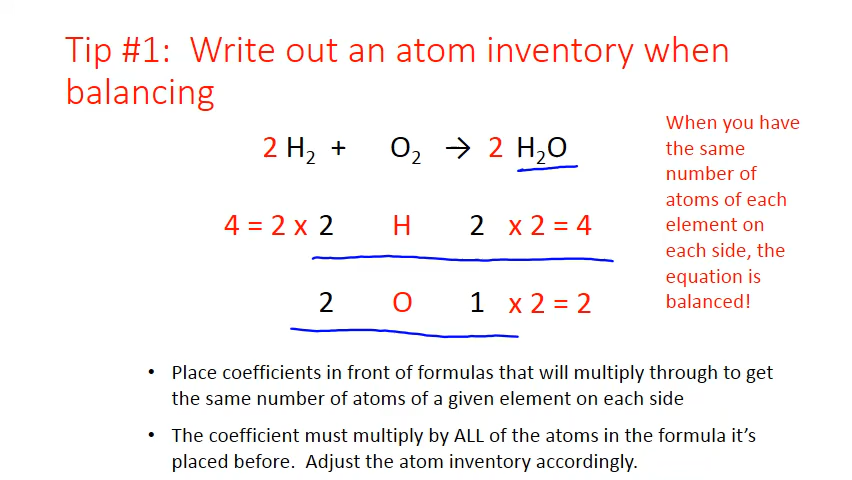 Tip #1:  Write out an atom inventory when
balancing
2 H₂ + O₂ → 2 H₂O
4 = 2 x 2 H 2 x 2 = 4
2 O 1 x 2 = 2
When you have
the same
number of
atoms of each
element on
each side, the
equation is
balanced!
• Place coefficients in front of formulas that will multiply through to get
the same number of atoms of a given element on each side
• The coefficient must multiply by ALL of the atoms in the formula it’s
placed before.  Adjust the atom inventory accordingly.